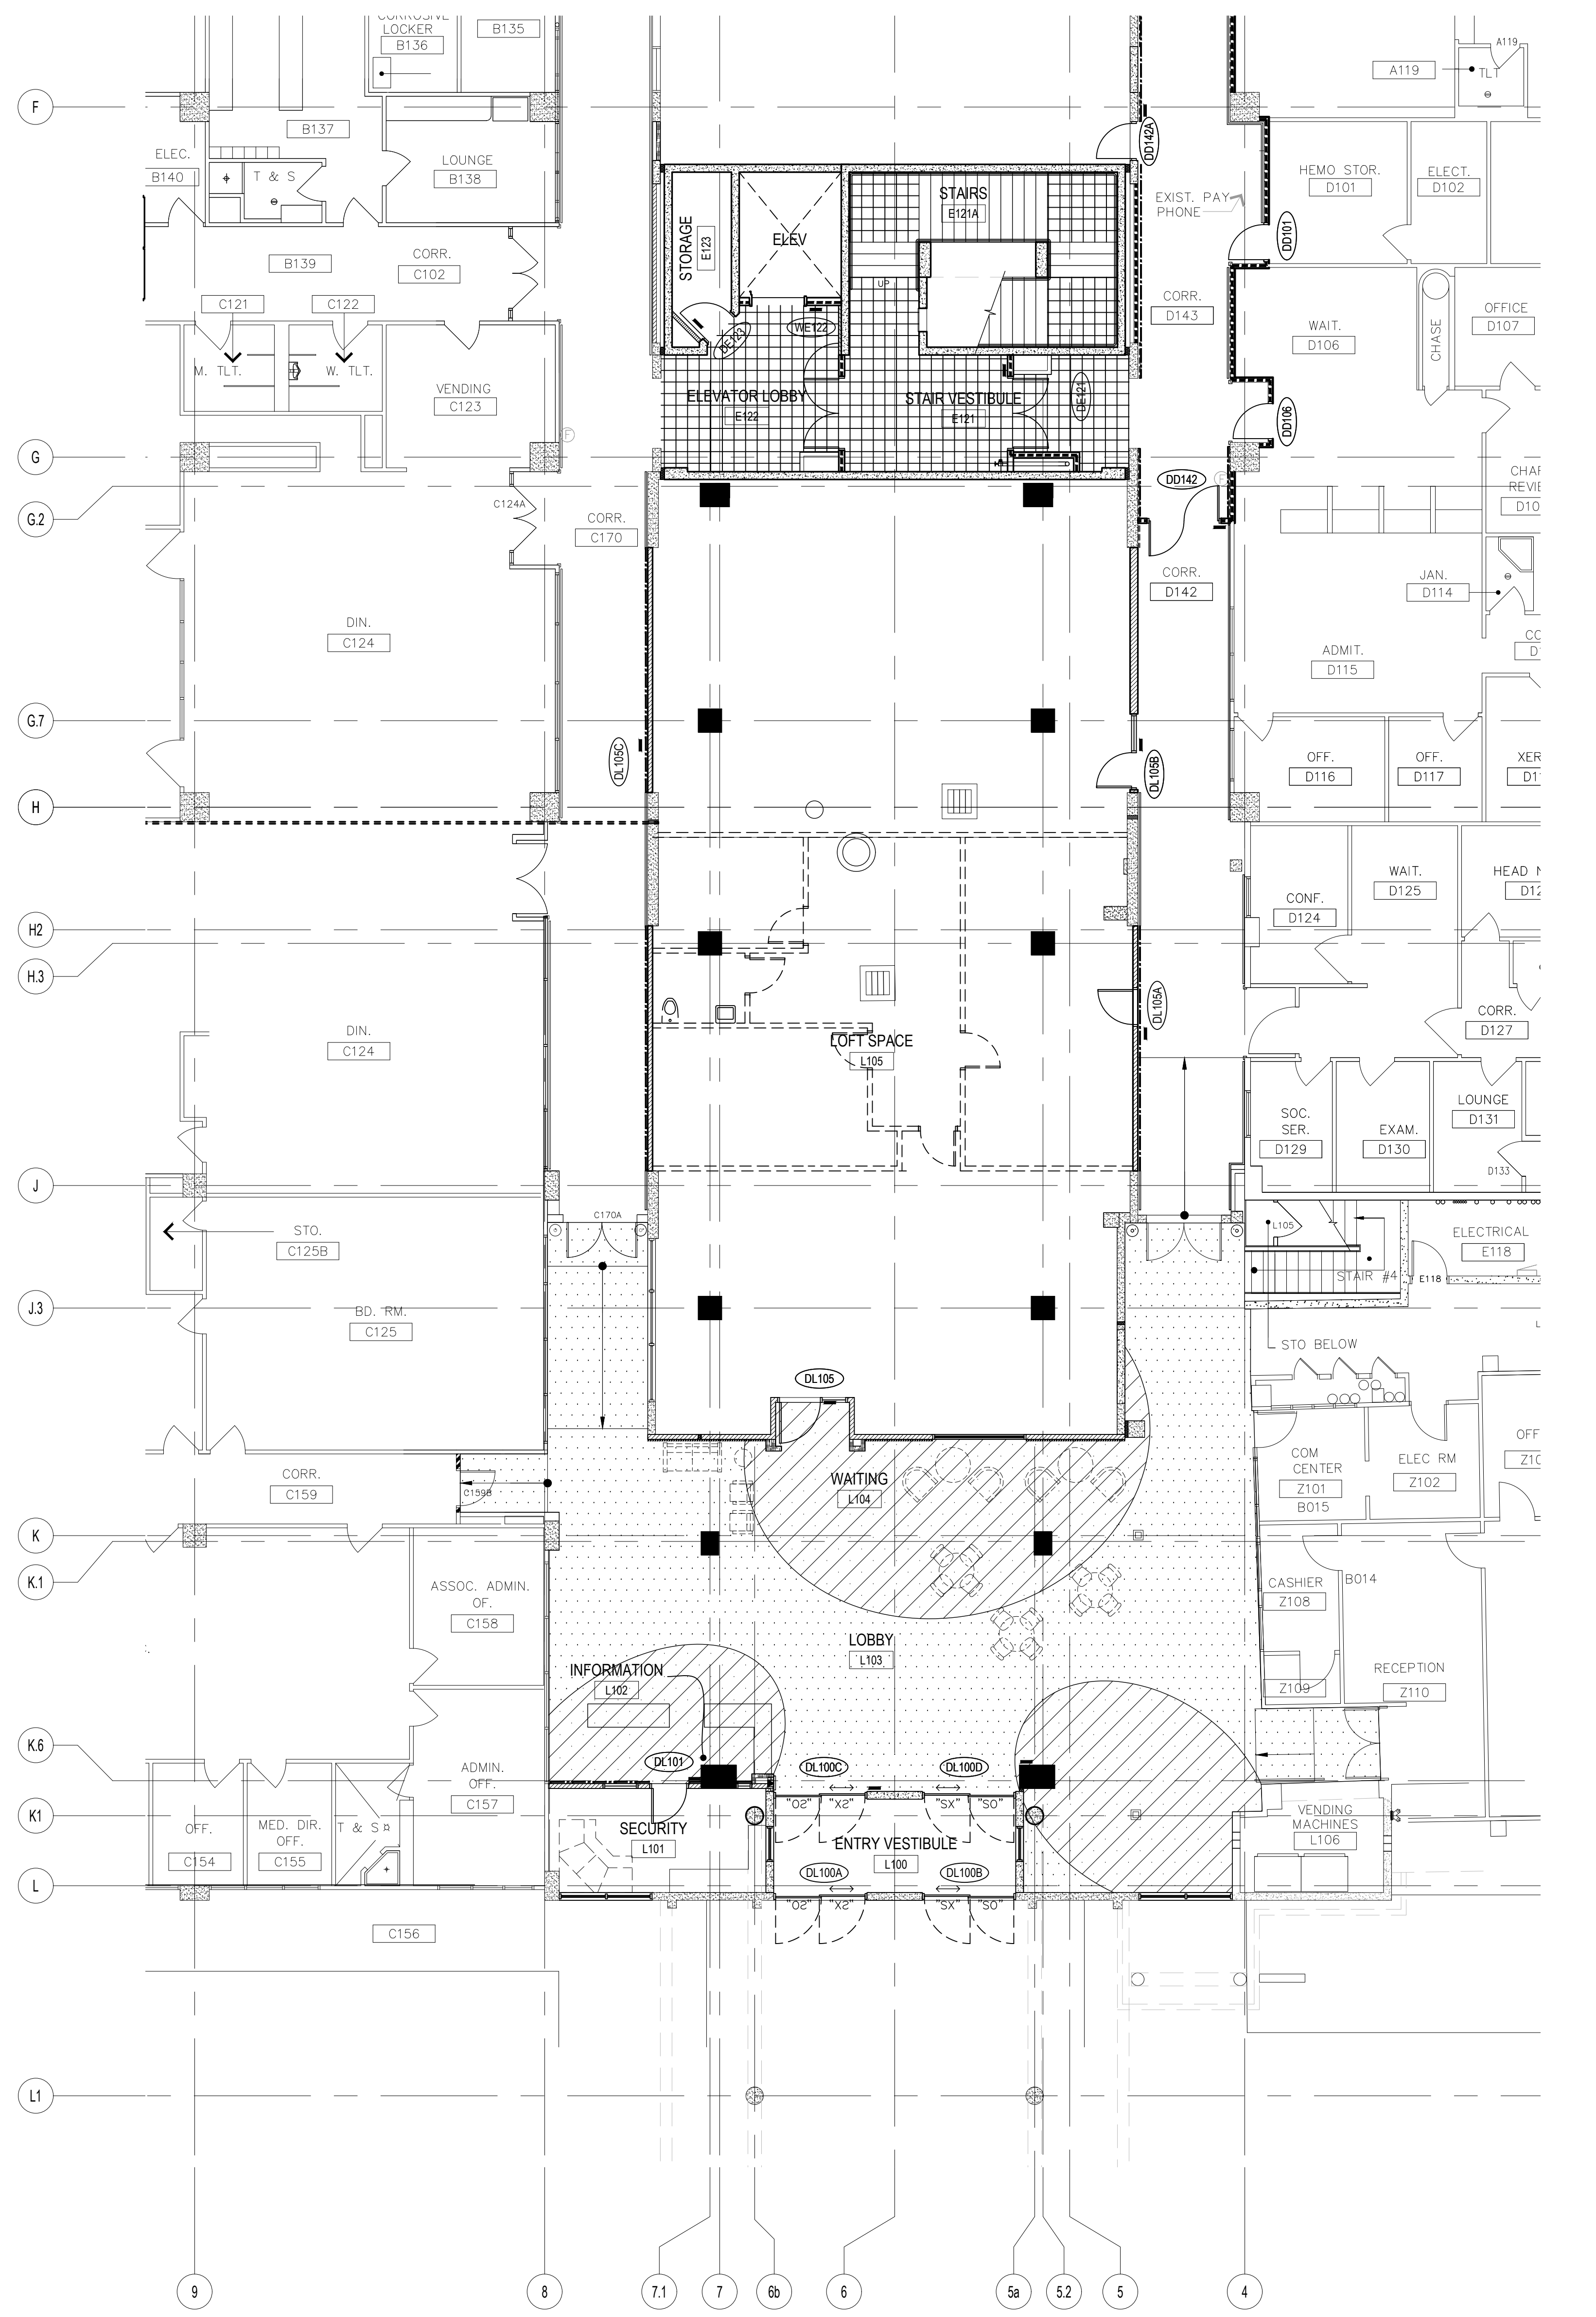 CORROSIVE
LOCKER
B136
B135
A119
A119
TLT
F
B137
ELEC.
B140
T & S
LOUNGE
B138
DD142A
HEMO STOR.
D101
ELECT.
D102
STAIRS
E121A
EXIST. PAY
PHONE
STORAGE
E123
ELEV
DD101
B139
CORR.
C102
UP
CORR.
D143
OFFICE
D107
C121
C122
WE122
DE123
WAIT.
D106
CHASE
M. TLT.
W. TLT.
VENDING
C123
ELEVATOR LOBBY
E122
STAIR VESTIBULE
E121
DE121
DD106
F
G
DD142
F
G.2
C124A
CORR.
C170
CORR.
D142
JAN.
D114
DIN.
C124
ADMIT.
D115
G.7
DL105C
DL105B
OFF.
D116
OFF.
D117
H
WAIT.
D125
CONF.
D124
H2
H.3
DL105A
CORR.
D127
DIN.
C124
LOFT SPACE
L105
SOC.
SER.
D129
EXAM.
D130
LOUNGE
D131
D133
J
C170A
STO.
C125B
L105
ELECTRICAL
E118
STAIR #4
E118
J.3
BD. RM.
C125
STO BELOW
DL105
CORR.
C159
C159B
WAITING
L104
COM
CENTER
Z101
B015
ELEC RM
Z102
K
K.1
ASSOC. ADMIN.
OF.
C158
CASHIER
Z108
B014
LOBBY
L103
INFORMATION
L102
Z109
RECEPTION
Z110
K.6
DL101
DL100C
DL100D
ADMIN.
OFF.
C157
"SO"
"SX"
"SX"
"SO"
K1
OFF.
C154
MED. DIR.
OFF.
C155
T & S
SECURITY
L101
ENTRY VESTIBULE
L100
VENDING
MACHINES
L106
L
DL100A
DL100B
"SO"
"SX"
"SX"
"SO"
C156
L1
9
8
7.1
7
6b
6
5a
5.2
5
4